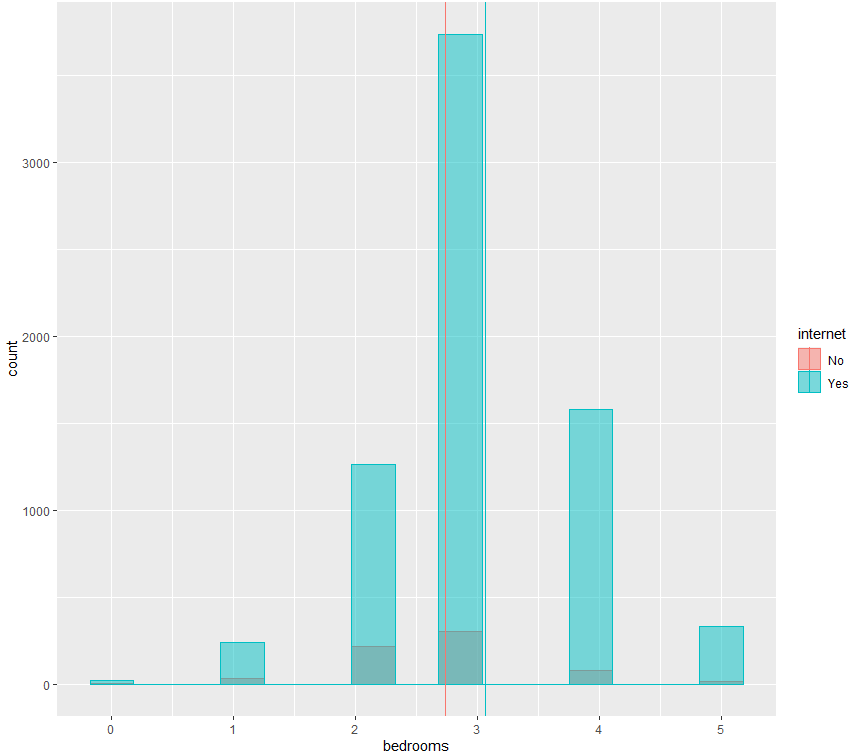 3000
2000
1000
0
count
0 1 2 3 4 5
bedrooms
internet
No
Yes